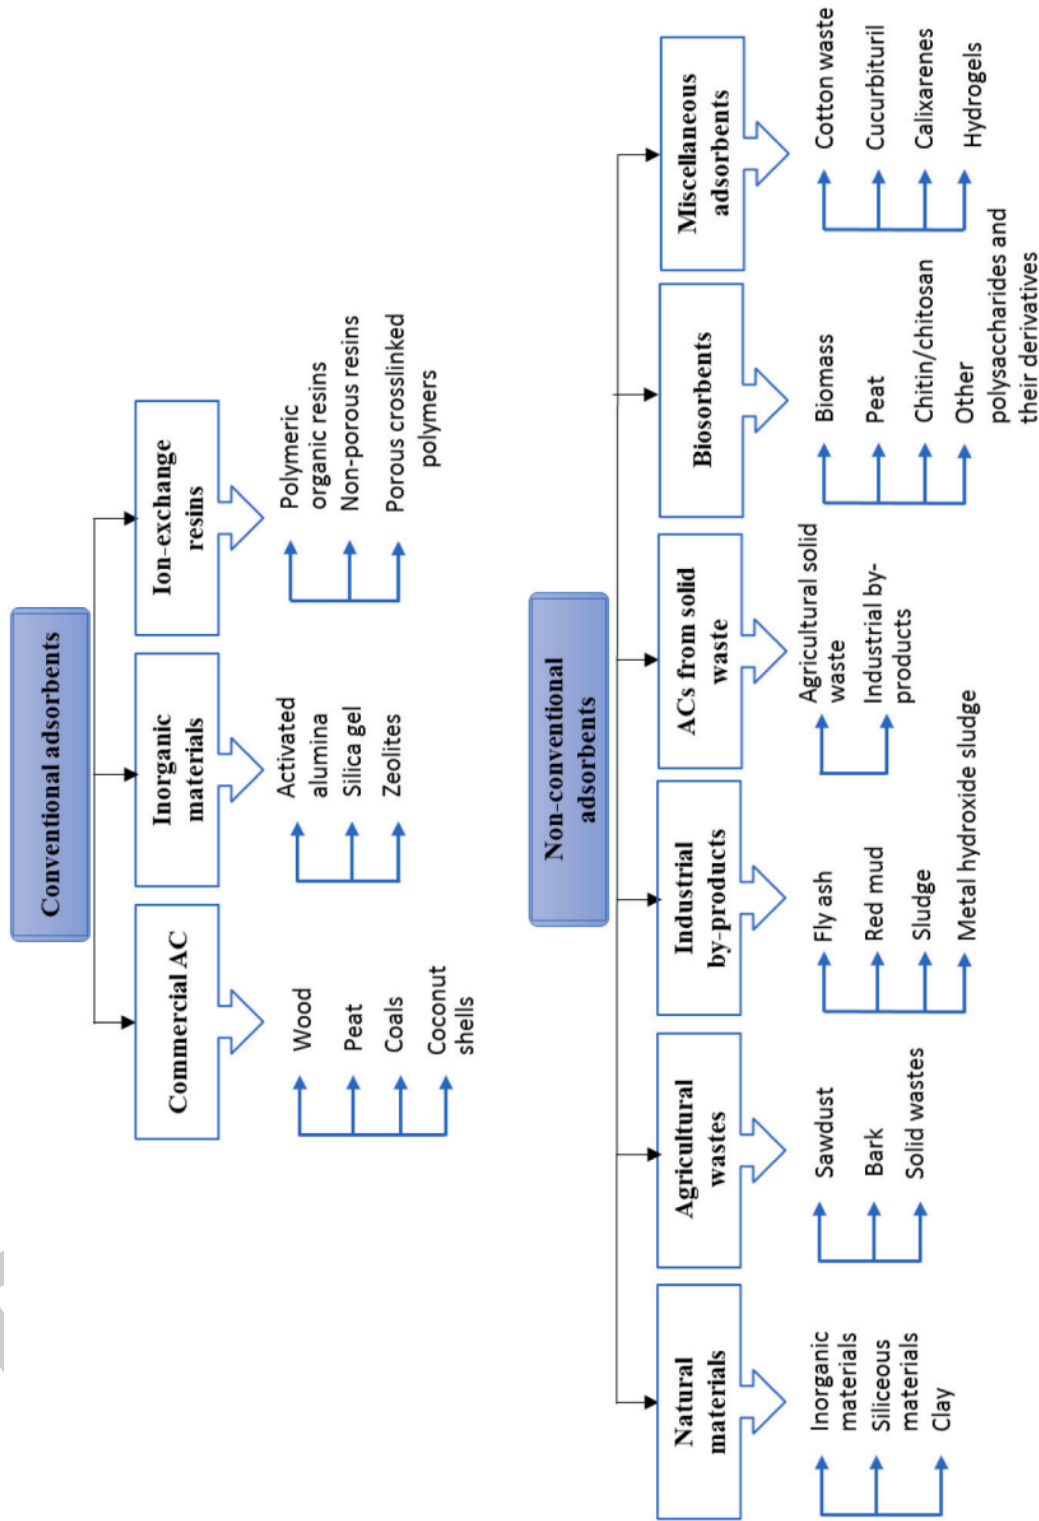 Conventional adsorbents
Commercial AC
Wood
Peat
Coals
Coconut
shells
Inorganic
materials
Activated
alumina
Silica gel
Zeolites
Ion-exchange
resins
Polymeric
organic resins
Non-porous resins
Porous crosslinked
polymers
Non-conventional
adsorbents
Natural
materials
Inorganic
materials
Siliceous
materials
Clay
Agricultural
wastes
Sawdust
Bark
Solid wastes
Industrial
by-products
Fly ash
Red mud
Sludge
Metal hydroxide sludge
ACs from solid
waste
Agricultural solid
waste
Industrial by-
products
Biosorbents
Biomass
Peat
Chitin/chitosan
Other
polysaccharides and
their derivatives
Miscellaneous
adsorbents
Cotton waste
Cucurbituril
Calixarenes
Hydrogels